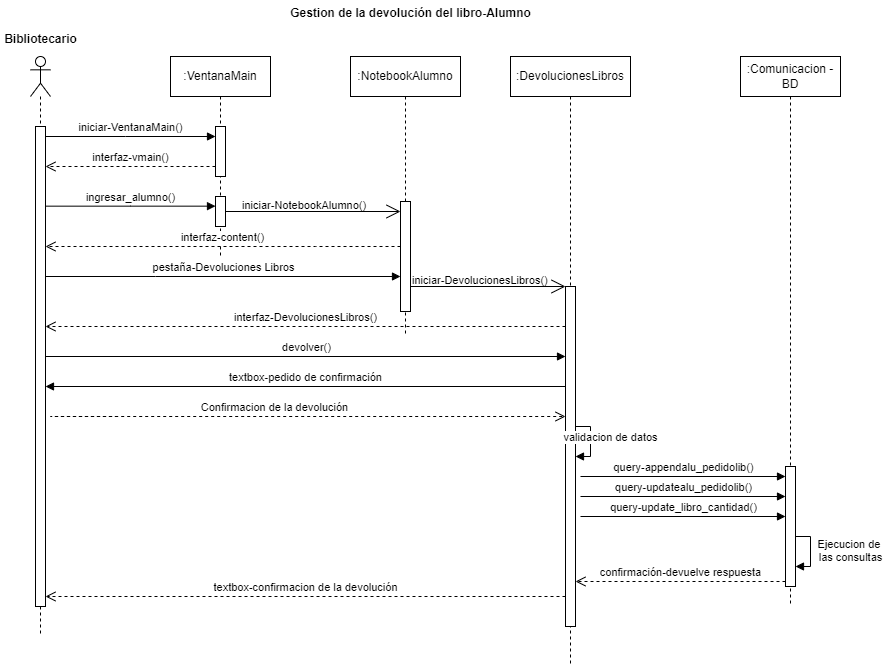 Gestion de la devolución del libro-Alumno
Bibliotecario
:VentanaMain
:NotebookAlumno
:DevolucionesLibros
:Comunicacion -
BD
iniciar-VentanaMain()
interfaz-vmain()
ingresar_alumno()
iniciar-NotebookAlumno()
interfaz-content()
pestaña-Devoluciones Libros
iniciar-DevolucionesLibros()
interfaz-DevolucionesLibros()
devolver()
textbox-pedido de confirmación
Confirmacion de la devolución
validacion de datos
query-appendalu_pedidolib()
query-updatealu_pedidolib()
query-update_libro_cantidad()
Ejecucion de
las consultas
confirmación-devuelve respuesta
textbox-confirmacion de la devolución